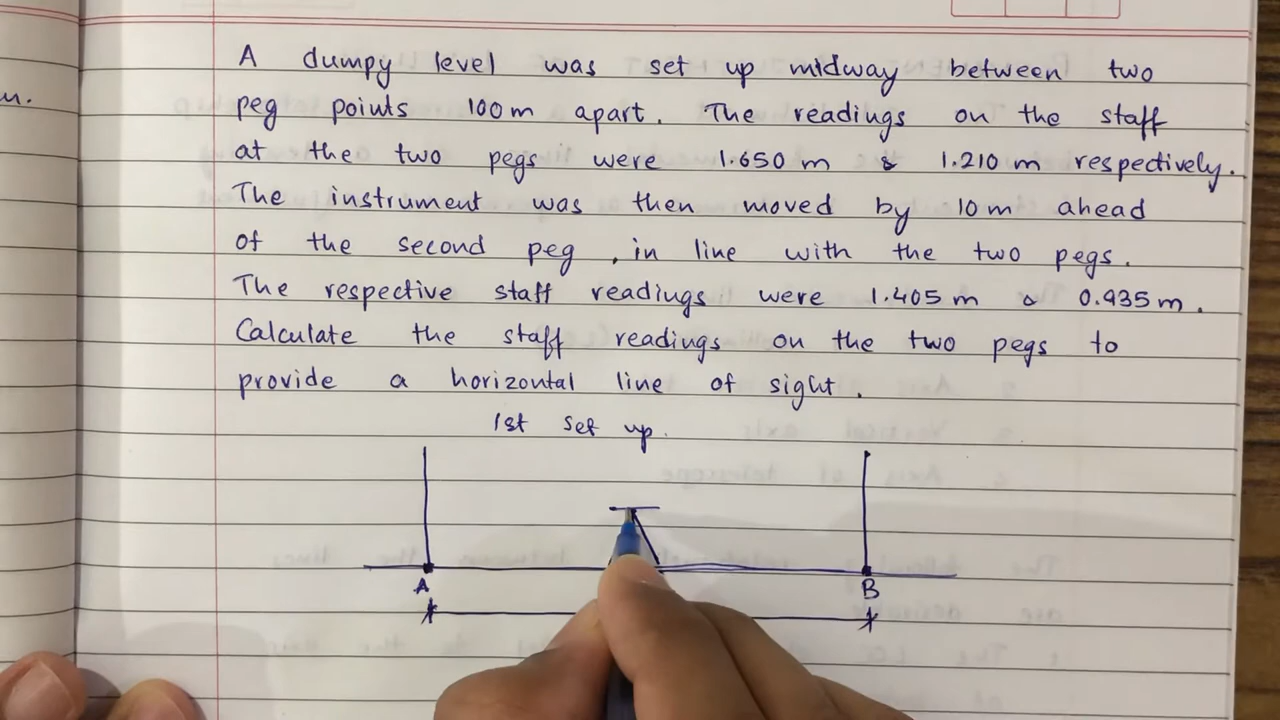 A dumpy level was set up midway between two
peg points 100m apart. The readings on the staff
at the two pegs were 1.650 m & 1.210 m respectively.
The instrument was then moved by 10m ahead
of the second peg, in line with the two pegs.
The respective staff readings were 1.405 m & 0.935 m.
Calculate the staff readings on the two pegs to
provide a horizontal line of sight.
1st set up.
A B